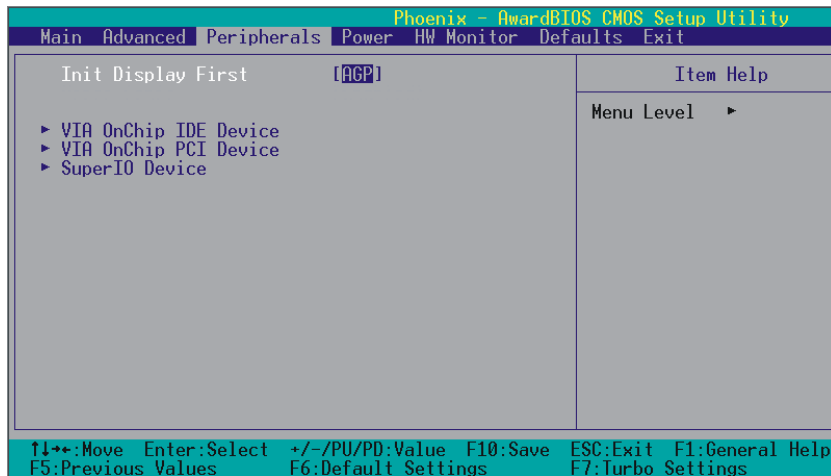 Phoenix - AwardBIOS CMOS Setup Utility
Main Advanced Peripherals Power HW Monitor Defaults Exit
Init Display First [AGP]
Item Help
Menu Level ►
► VIA OnChip IDE Device
► VIA OnChip PCI Device
► SuperIO Device
↑↓→←:Move Enter:Select +/-/PU/PD:Value F10:Save ESC:Exit F1:General Help
F5:Previous Values F6:Default Settings F7:Turbo Settings